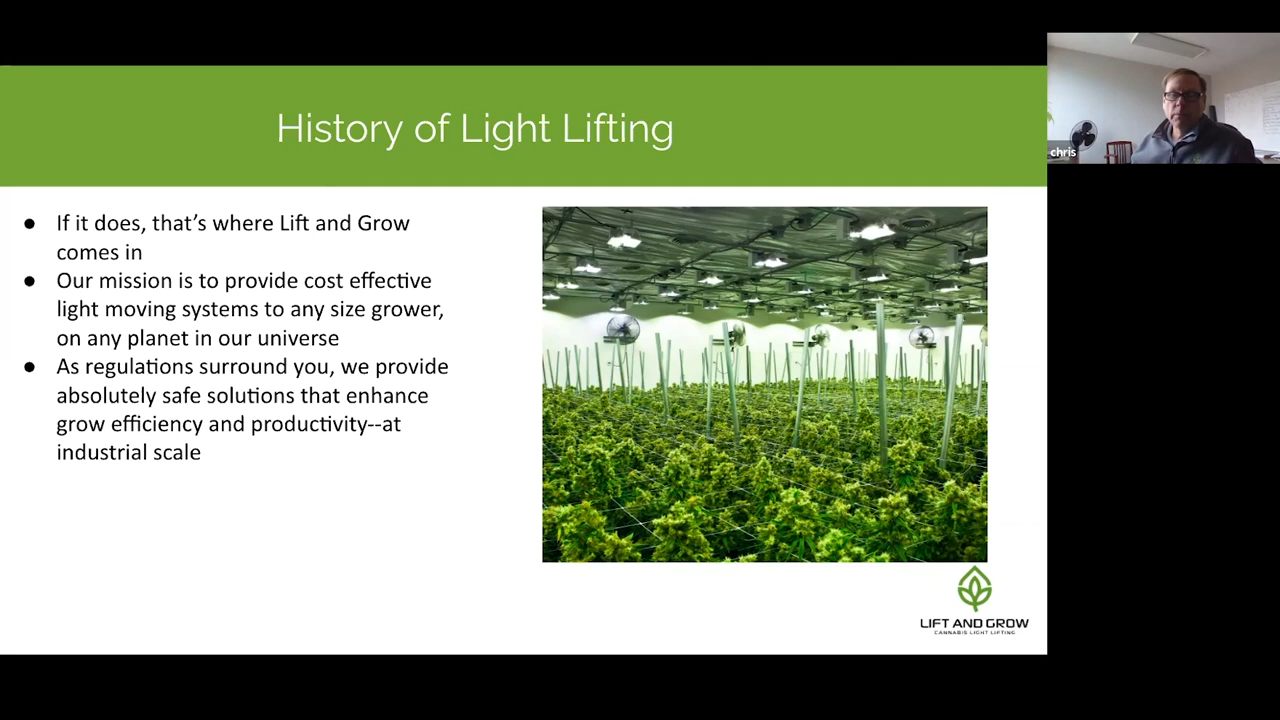 History of Light Lifting
● If it does, that’s where Lift and Grow
comes in
● Our mission is to provide cost effective
light moving systems to any size grower,
on any planet in our universe
● As regulations surround you, we provide
absolutely safe solutions that enhance
grow efficiency and productivity--at
industrial scale
LIFT AND GROW
CANNABIS LIGHT LIFTING
chris